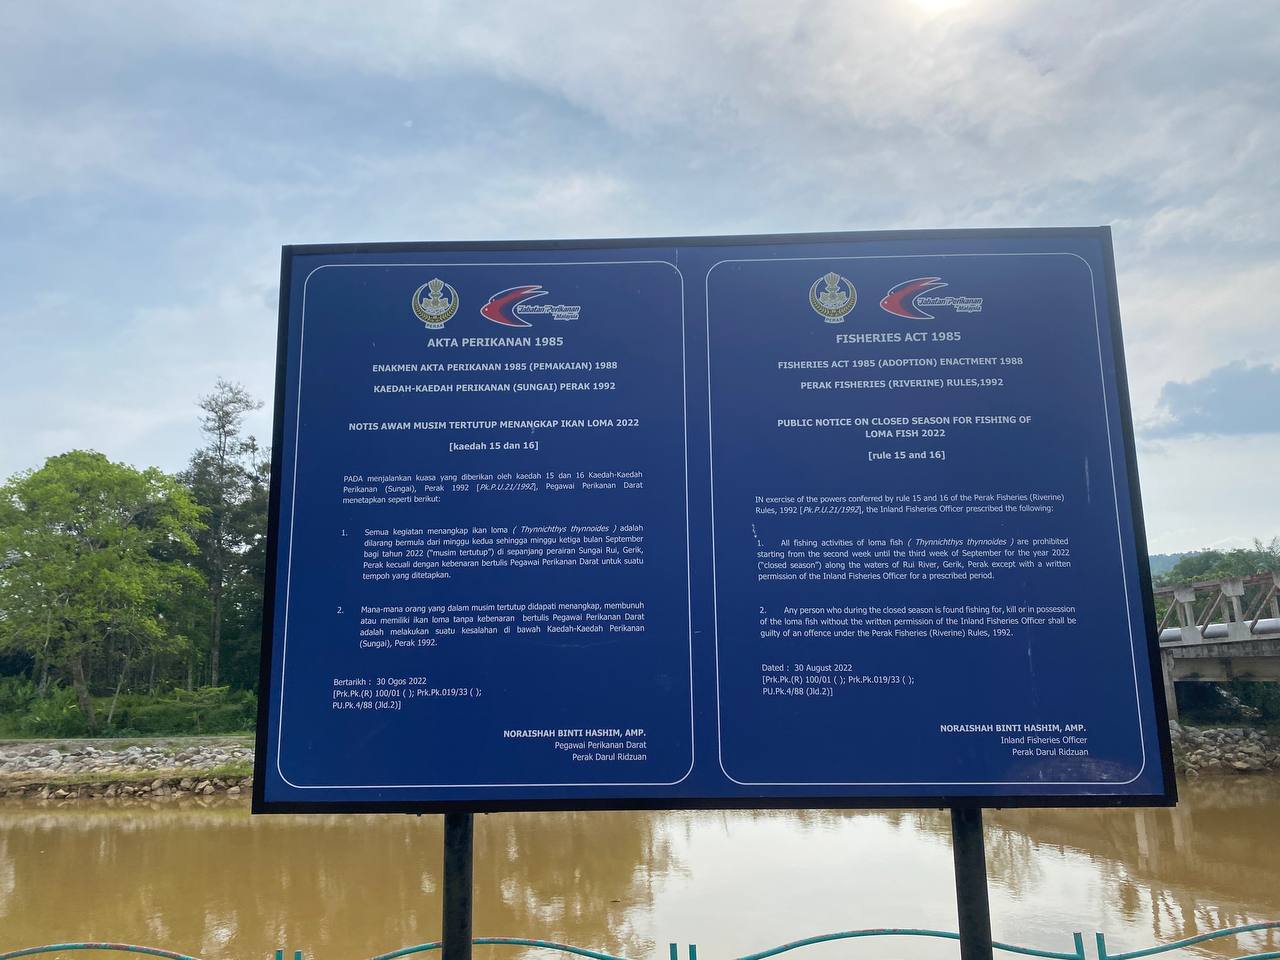 PERAK
Jabatan Perikanan
Malaysia
AKTA PERIKANAN 1985
ENAKMEN AKTA PERIKANAN 1985 (PEMAKAIAN) 1988
KAEDAH-KAEDAH PERIKANAN (SUNGAI) PERAK 1992
NOTIS AWAM MUSIM TERTUTUP MENANGKAP IKAN LOMA 2022
[kaedah 15 dan 16]
PADA menjalankan kuasa yang diberikan oleh kaedah 15 dan 16 Kaedah-Kaedah
Perikanan (Sungai), Perak 1992 [Pk.P.U.21/1992], Pegawai Perikanan Darat
menetapkan seperti berikut:
1. Semua kegiatan menangkap ikan loma ( Thynnichthys thynnoides ) adalah
dilarang bermula dari minggu kedua sehingga minggu ketiga bulan September
bagi tahun 2022 ("musim tertutup") di sepanjang perairan Sungai Rui, Gerik,
Perak kecuali dengan kebenaran bertulis Pegawai Perikanan Darat untuk suatu
tempoh yang ditetapkan.
2. Mana-mana orang yang dalam musim tertutup didapati menangkap, membunuh
atau memiliki ikan loma tanpa kebenaran bertulis Pegawai Perikanan Darat
adalah melakukan suatu kesalahan di bawah Kaedah-Kaedah Perikanan
(Sungai), Perak 1992.
Bertarikh : 30 Ogos 2022
[Prk.Pk.(R) 100/01 ( ); Prk.Pk.019/33 ( );
PU.Pk.4/88 (Jld.2)]
NORAISHAH BINTI HASHIM, AMP.
Pegawai Perikanan Darat
Perak Darul Ridzuan
PERAK
Jabatan Perikanan
Malaysia
FISHERIES ACT 1985
FISHERIES ACT 1985 (ADOPTION) ENACTMENT 1988
PERAK FISHERIES (RIVERINE) RULES,1992
PUBLIC NOTICE ON CLOSED SEASON FOR FISHING OF
LOMA FISH 2022
[rule 15 and 16]
IN exercise of the powers conferred by rule 15 and 16 of the Perak Fisheries (Riverine)
Rules, 1992 [Pk.P.U.21/1992], the Inland Fisheries Officer prescribed the following:
1. All fishing activities of loma fish ( Thynnichthys thynnoides ) are prohibited
starting from the second week until the third week of September for the year 2022
("closed season") along the waters of Rui River, Gerik, Perak except with a written
permission of the Inland Fisheries Officer for a prescribed period.
2. Any person who during the closed season is found fishing for, kill or in possession
of the loma fish without the written permission of the Inland Fisheries Officer shall be
guilty of an offence under the Perak Fisheries (Riverine) Rules, 1992.
Dated : 30 August 2022
[Prk.Pk.(R) 100/01 ( ); Prk.Pk.019/33 ( );
PU.Pk.4/88 (Jld.2)]
NORAISHAH BINTI HASHIM, AMP.
Inland Fisheries Officer
Perak Darul Ridzuan